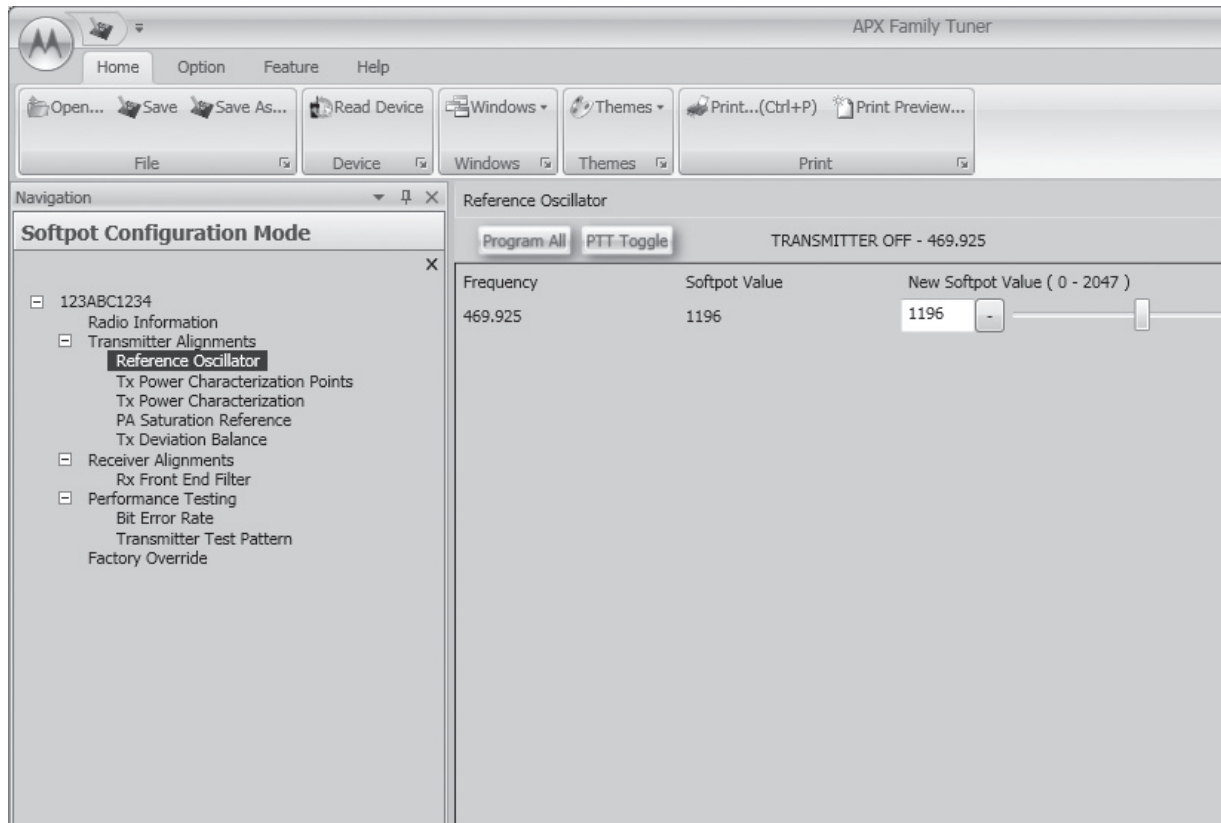 APX Family Tuner
Home Option Feature Help
Open... Save Save As... Read Device Windows Themes Print...(Ctrl+P) Print Preview...
File Device Windows Themes Print
Navigation
Softpot Configuration Mode
123ABC1234
Radio Information
Transmitter Alignments
Reference Oscillator
Tx Power Characterization Points
Tx Power Characterization
PA Saturation Reference
Tx Deviation Balance
Receiver Alignments
Rx Front End Filter
Performance Testing
Bit Error Rate
Transmitter Test Pattern
Factory Override
Reference Oscillator
Program All PTT Toggle TRANSMITTER OFF - 469.925
Frequency Softpot Value New Softpot Value ( 0 - 2047 )
469.925 1196 1196 -